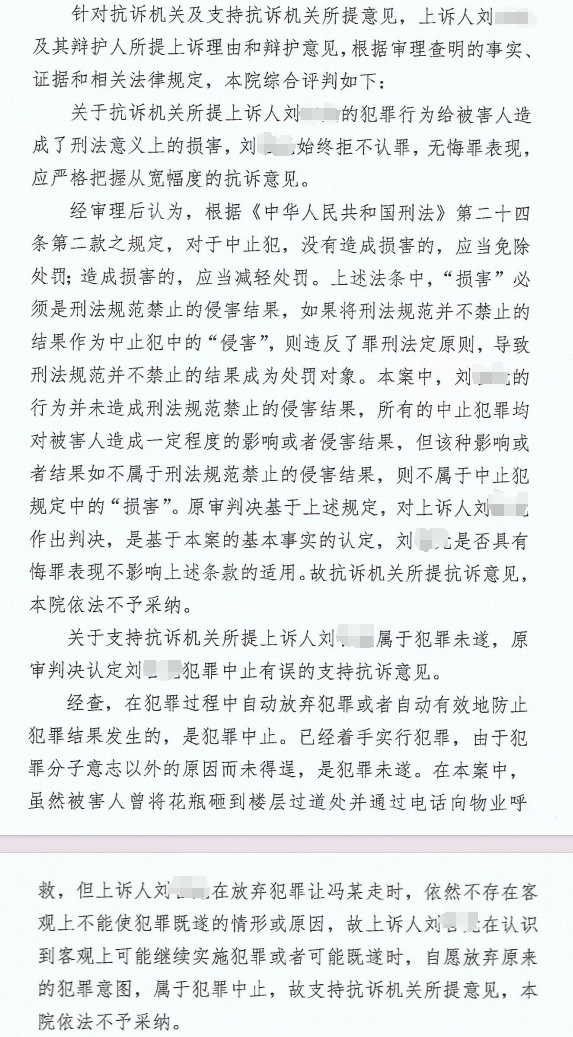 针对抗诉机关及支持抗诉机关所提意见，上诉人刘
及其辩护人所提上诉理由和辩护意见，根据审理查明的事实、
证据和相关法律规定，本院综合评判如下：
关于抗诉机关所提上诉人刘的犯罪行为给被害人造
成了刑法意义上的损害，刘始终拒不认罪，无悔罪表现，
应严格把握从宽幅度的抗诉意见。
经审理后认为，根据《中华人民共和国刑法》第二十四
条第二款之规定，对于中止犯，没有造成损害的，应当免除
处罚；造成损害的，应当减轻处罚。上述法条中，“损害”必
须是刑法规范禁止的侵害结果，如果将刑法规范并不禁止的
结果作为中止犯中的“侵害”，则违反了罪刑法定原则，导致
刑法规范并不禁止的结果成为处罚对象。本案中，刘的
行为并未造成刑法规范禁止的侵害结果，所有的中止犯罪均
对被害人造成一定程度的影响或者侵害结果，但该种影响或
者结果如不属于刑法规范禁止的侵害结果，则不属于中止犯
规定中的“损害”。原审判决基于上述规定，对上诉人刘
作出判决，是基于本案的基本事实的认定，刘是否具有
悔罪表现不影响上述条款的适用。故抗诉机关所提抗诉意见，
本院依法不予采纳。
关于支持抗诉机关所提上诉人刘属于犯罪未遂，原
审判决认定刘犯罪中止有误的支持抗诉意见。
经查，在犯罪过程中自动放弃犯罪或者自动有效地防止
犯罪结果发生的，是犯罪中止。已经着手实行犯罪，由于犯
罪分子意志以外的原因而未得逞，是犯罪未遂。在本案中，
虽然被害人曾将花瓶砸到楼层过道处并通过电话向物业呼
救，但上诉人刘在放弃犯罪让冯某走时，依然不存在客
观上不能使犯罪既遂的情形或原因，故上诉人刘在认识
到客观上可能继续实施犯罪或者可能既遂时，自愿放弃原来
的犯罪意图，属于犯罪中止，故支持抗诉机关所提意见，本
院依法不予采纳。